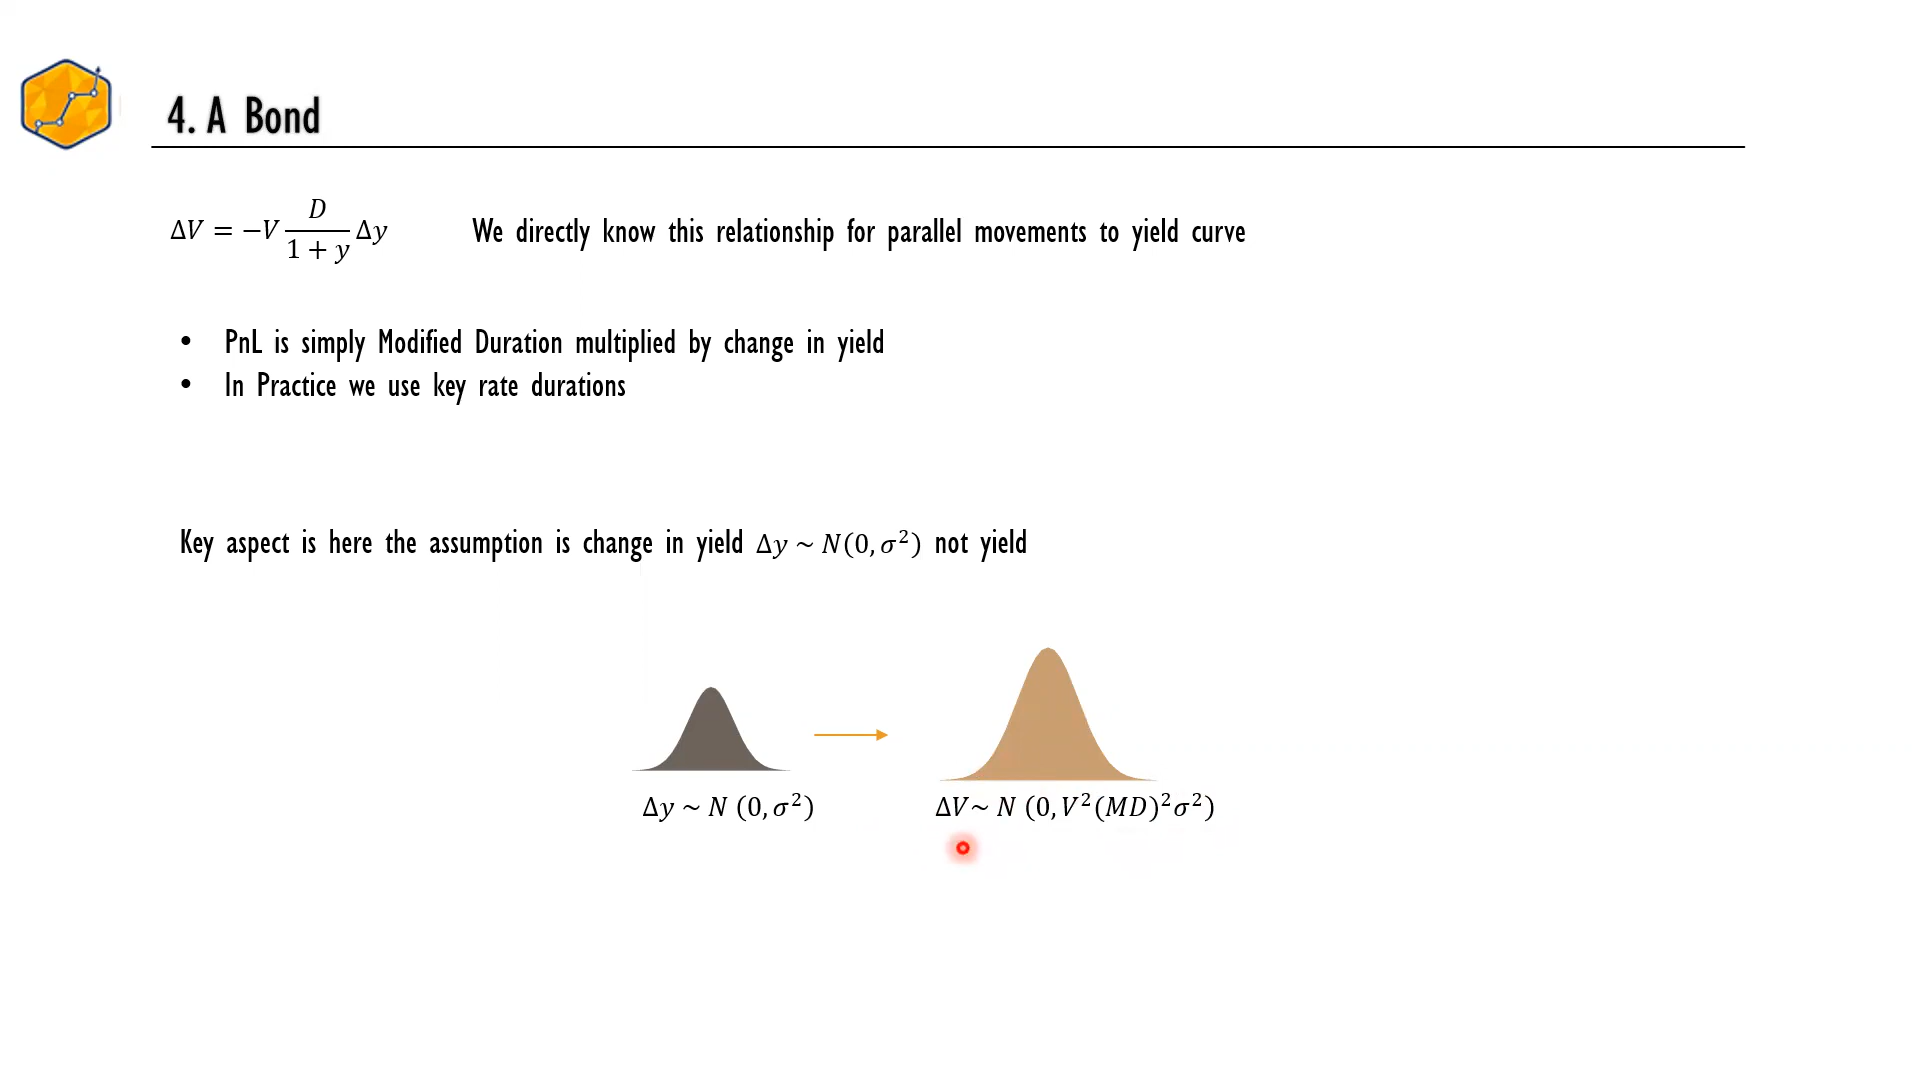 4. A Bond
ΔV = −V D/(1 + y) Δy We directly know this relationship for parallel movements to yield curve
• PnL is simply Modified Duration multiplied by change in yield
• In Practice we use key rate durations
Key aspect is here the assumption is change in yield Δy ~ N(0, σ²) not yield
Δy ~ N (0, σ²) ΔV~ N (0, V²(MD)²σ²)